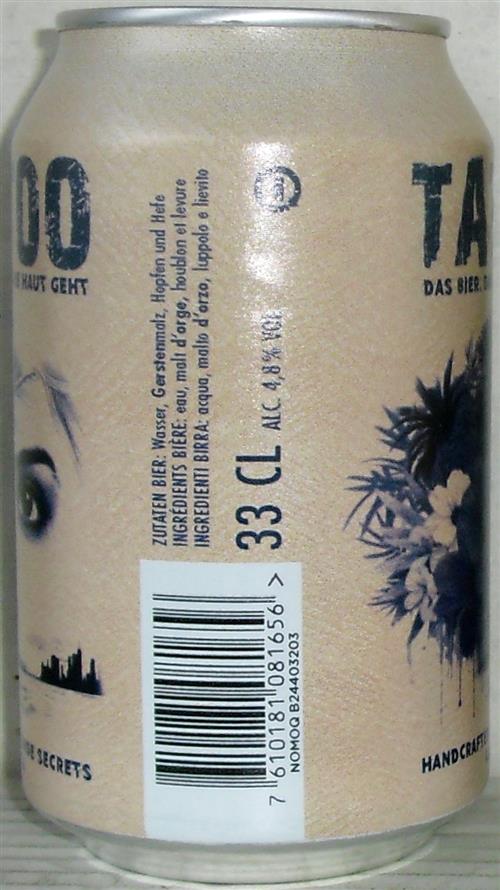 OO
HAUT GEHT
SECRETS
ZUTATEN BIER: Wasser, Gerstenmalz, Hopfen und Hefe
INGRÉDIENTS BIÈRE: eau, malt d'orge, houblon et levure
INGREDIENTI BIRRA: acqua, malto d'orzo, luppolo e lievito
33 CL ALC. 4,8% VOL.
7 610181 081656 >
NOMOQ B24403203
TA
DAS BIER,
HANDCRAFT